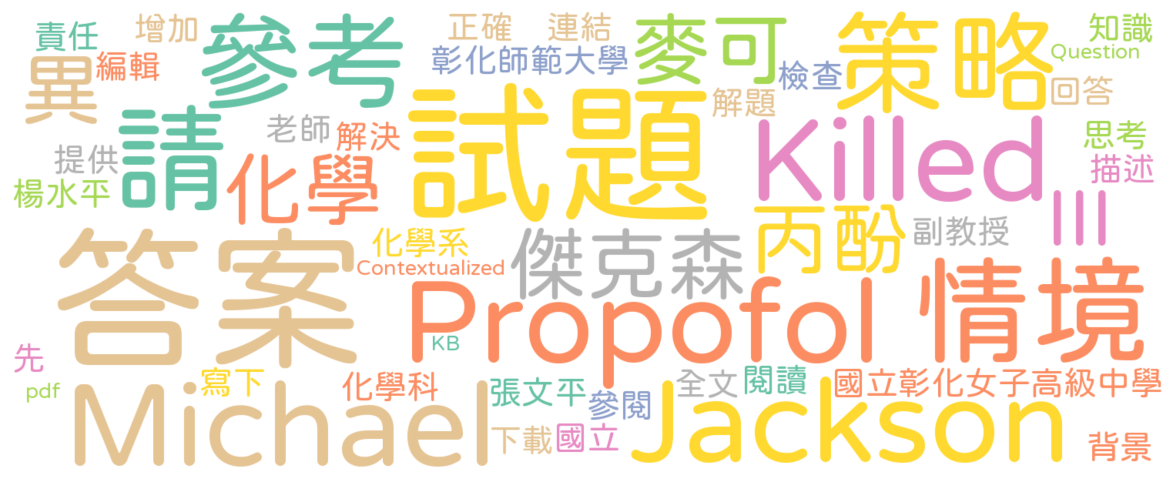 責任 增加 參考 正確 連結 麥可 策略 知識
異 編輯 彰化師範大學 檢查 Question
試題 解題 回答
請 老師 解決 Killed 思考
提供 化學 描述
楊水平 丙酚 副教授 III
答案 化學系 傑克森 情境
Contextualized Propofol
KB
先 寫下 化學科 張文平 全文 閱讀 國立彰化女子高級中學
pdf Michael 參閱 Jackson
下載 國立 背景